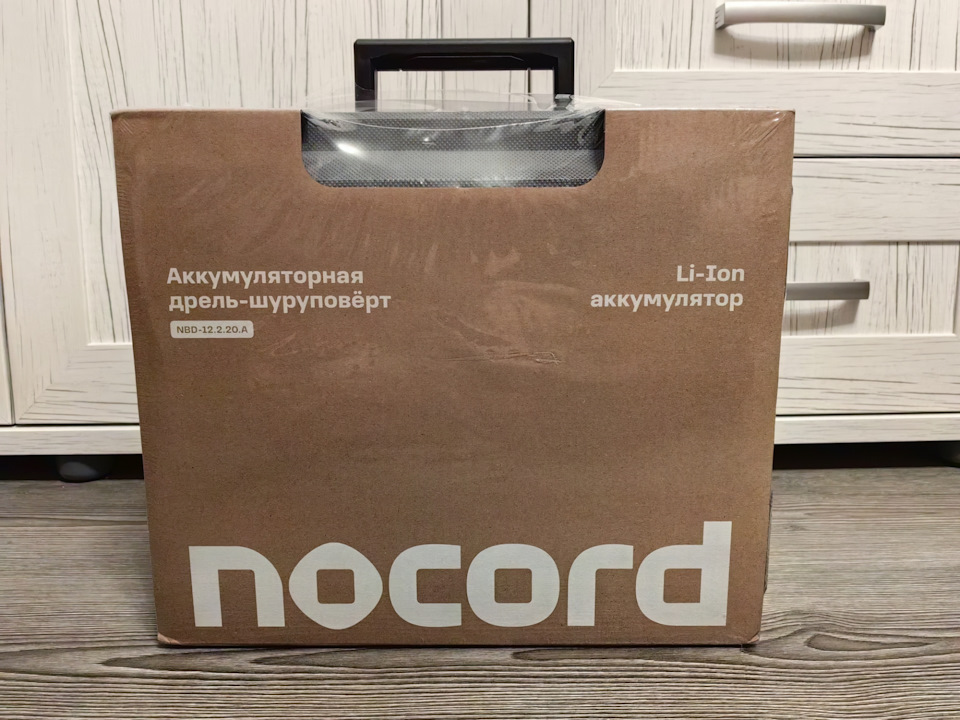 Аккумуляторная
дрель-шуруповёрт
NBD-12.2.20.A
Li-Ion
аккумулятор
nocord